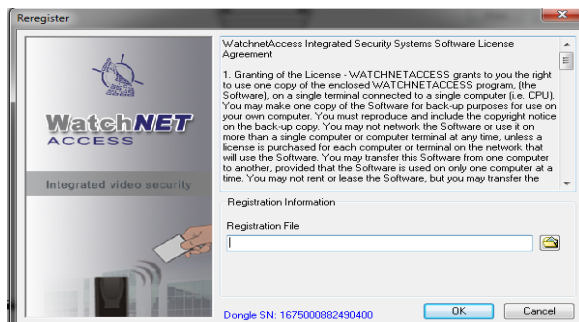 Reregister
WatchNET
ACCESS
Integrated video security
WatchnetAccess Integrated Security Systems Software License
Agreement
1. Granting of the License - WATCHNETACCESS grants to you the right
to use one copy of the enclosed WATCHNETACCESS program, (the
Software), on a single terminal connected to a single computer (i.e. CPU).
You may make one copy of the Software for back-up purposes for use on
your own computer. You must reproduce and include the copyright notice
on the back-up copy. You may not network the Software or use it on
more than a single computer or computer terminal at any time, unless a
license is purchased for each computer or terminal on the network that
will use the Software. You may transfer this Software from one computer
to another, provided that the Software is used on only one computer at a
time. You may not rent or lease the Software, but you may transfer the
Registration Information
Registration File
Dongle SN: 1675000882490400
OK
Cancel